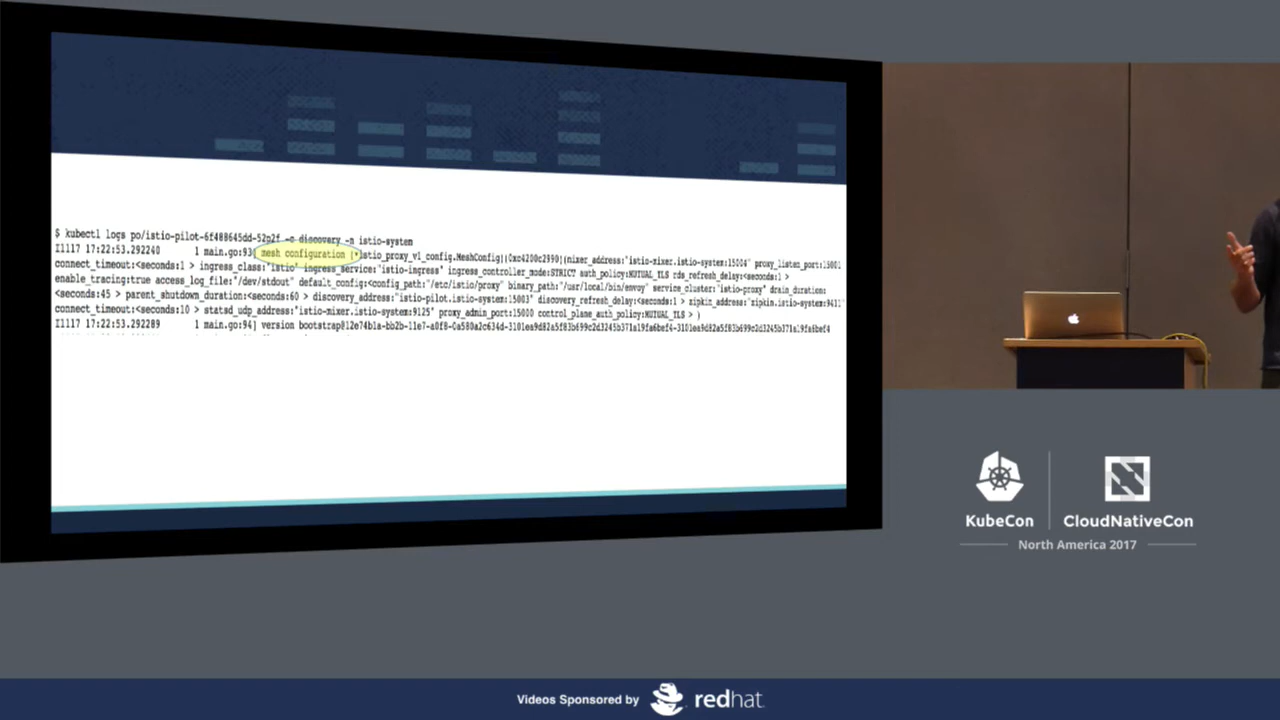 $ kubectl logs po/istio-pilot-6f488645dd-52p2f -c discovery -n istio-system
I1117 17:22:53.292240 1 main.go:93] mesh configuration [*istio_proxy_v1_config.MeshConfig](0xc4200c2990){mixer_address:"istio-mixer.istio-system:15004" proxy_listen_port:15001
connect_timeout:<seconds:1 > ingress_class:"istio" ingress_service:"istio-ingress" ingress_controller_mode:STRICT auth_policy:MUTUAL_TLS rds_refresh_delay:<seconds:1 >
enable_tracing:true access_log_file:"/dev/stdout" default_config:<config_path:"/etc/istio/proxy" binary_path:"/usr/local/bin/envoy" service_cluster:"istio-proxy" drain_duration:
<seconds:45 > parent_shutdown_duration:<seconds:60 > discovery_address:"istio-pilot.istio-system:15003" discovery_refresh_delay:<seconds:1 > zipkin_address:"zipkin.istio-system:9411"
connect_timeout:<seconds:10 > statsd_udp_address:"istio-mixer.istio-system:9125" proxy_admin_port:15000 control_plane_auth_policy:MUTUAL_TLS > }
I1117 17:22:53.292289 1 main.go:94] version
KubeCon
CloudNativeCon
North America 2017
Videos Sponsored by redhat